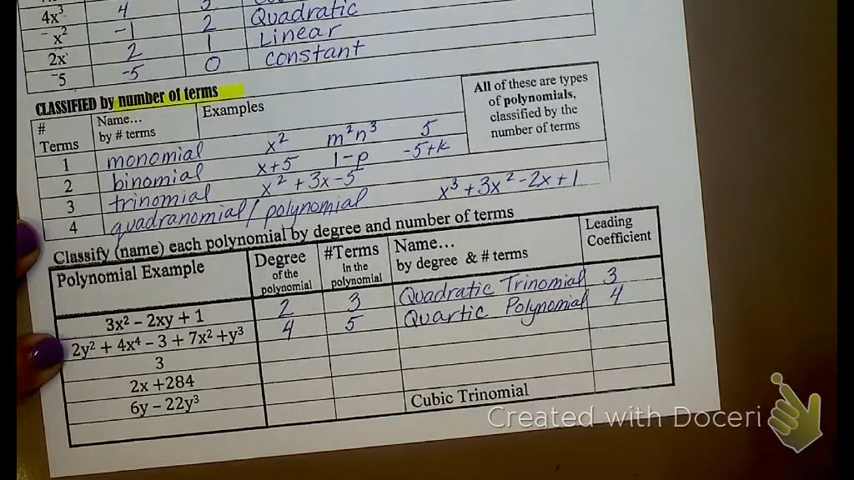 4x³ 4 3
-x² -1 2 Quadratic
2x 2 1 Linear
-5 -5 0 constant
CLASSIFIED by number of terms
# Terms Name... by # terms Examples All of these are types of polynomials, classified by the number of terms
1 monomial x² m²n³ 5
2 binomial x+5 1-p -5+k
3 trinomial x² + 3x - 5
4 quadranomial / polynomial x³ + 3x² - 2x + 1
Classify (name) each polynomial by degree and number of terms
Polynomial Example Degree of the polynomial #Terms In the polynomial Name... by degree & # terms Leading Coefficient
3x² – 2xy + 1 2 3 Quadratic Trinomial 3
2y² + 4x⁴ – 3 + 7x² + y³ 4 5 Quartic Polynomial 4
3
2x +284
6y – 22y³
Cubic Trinomial
Created with Doceri